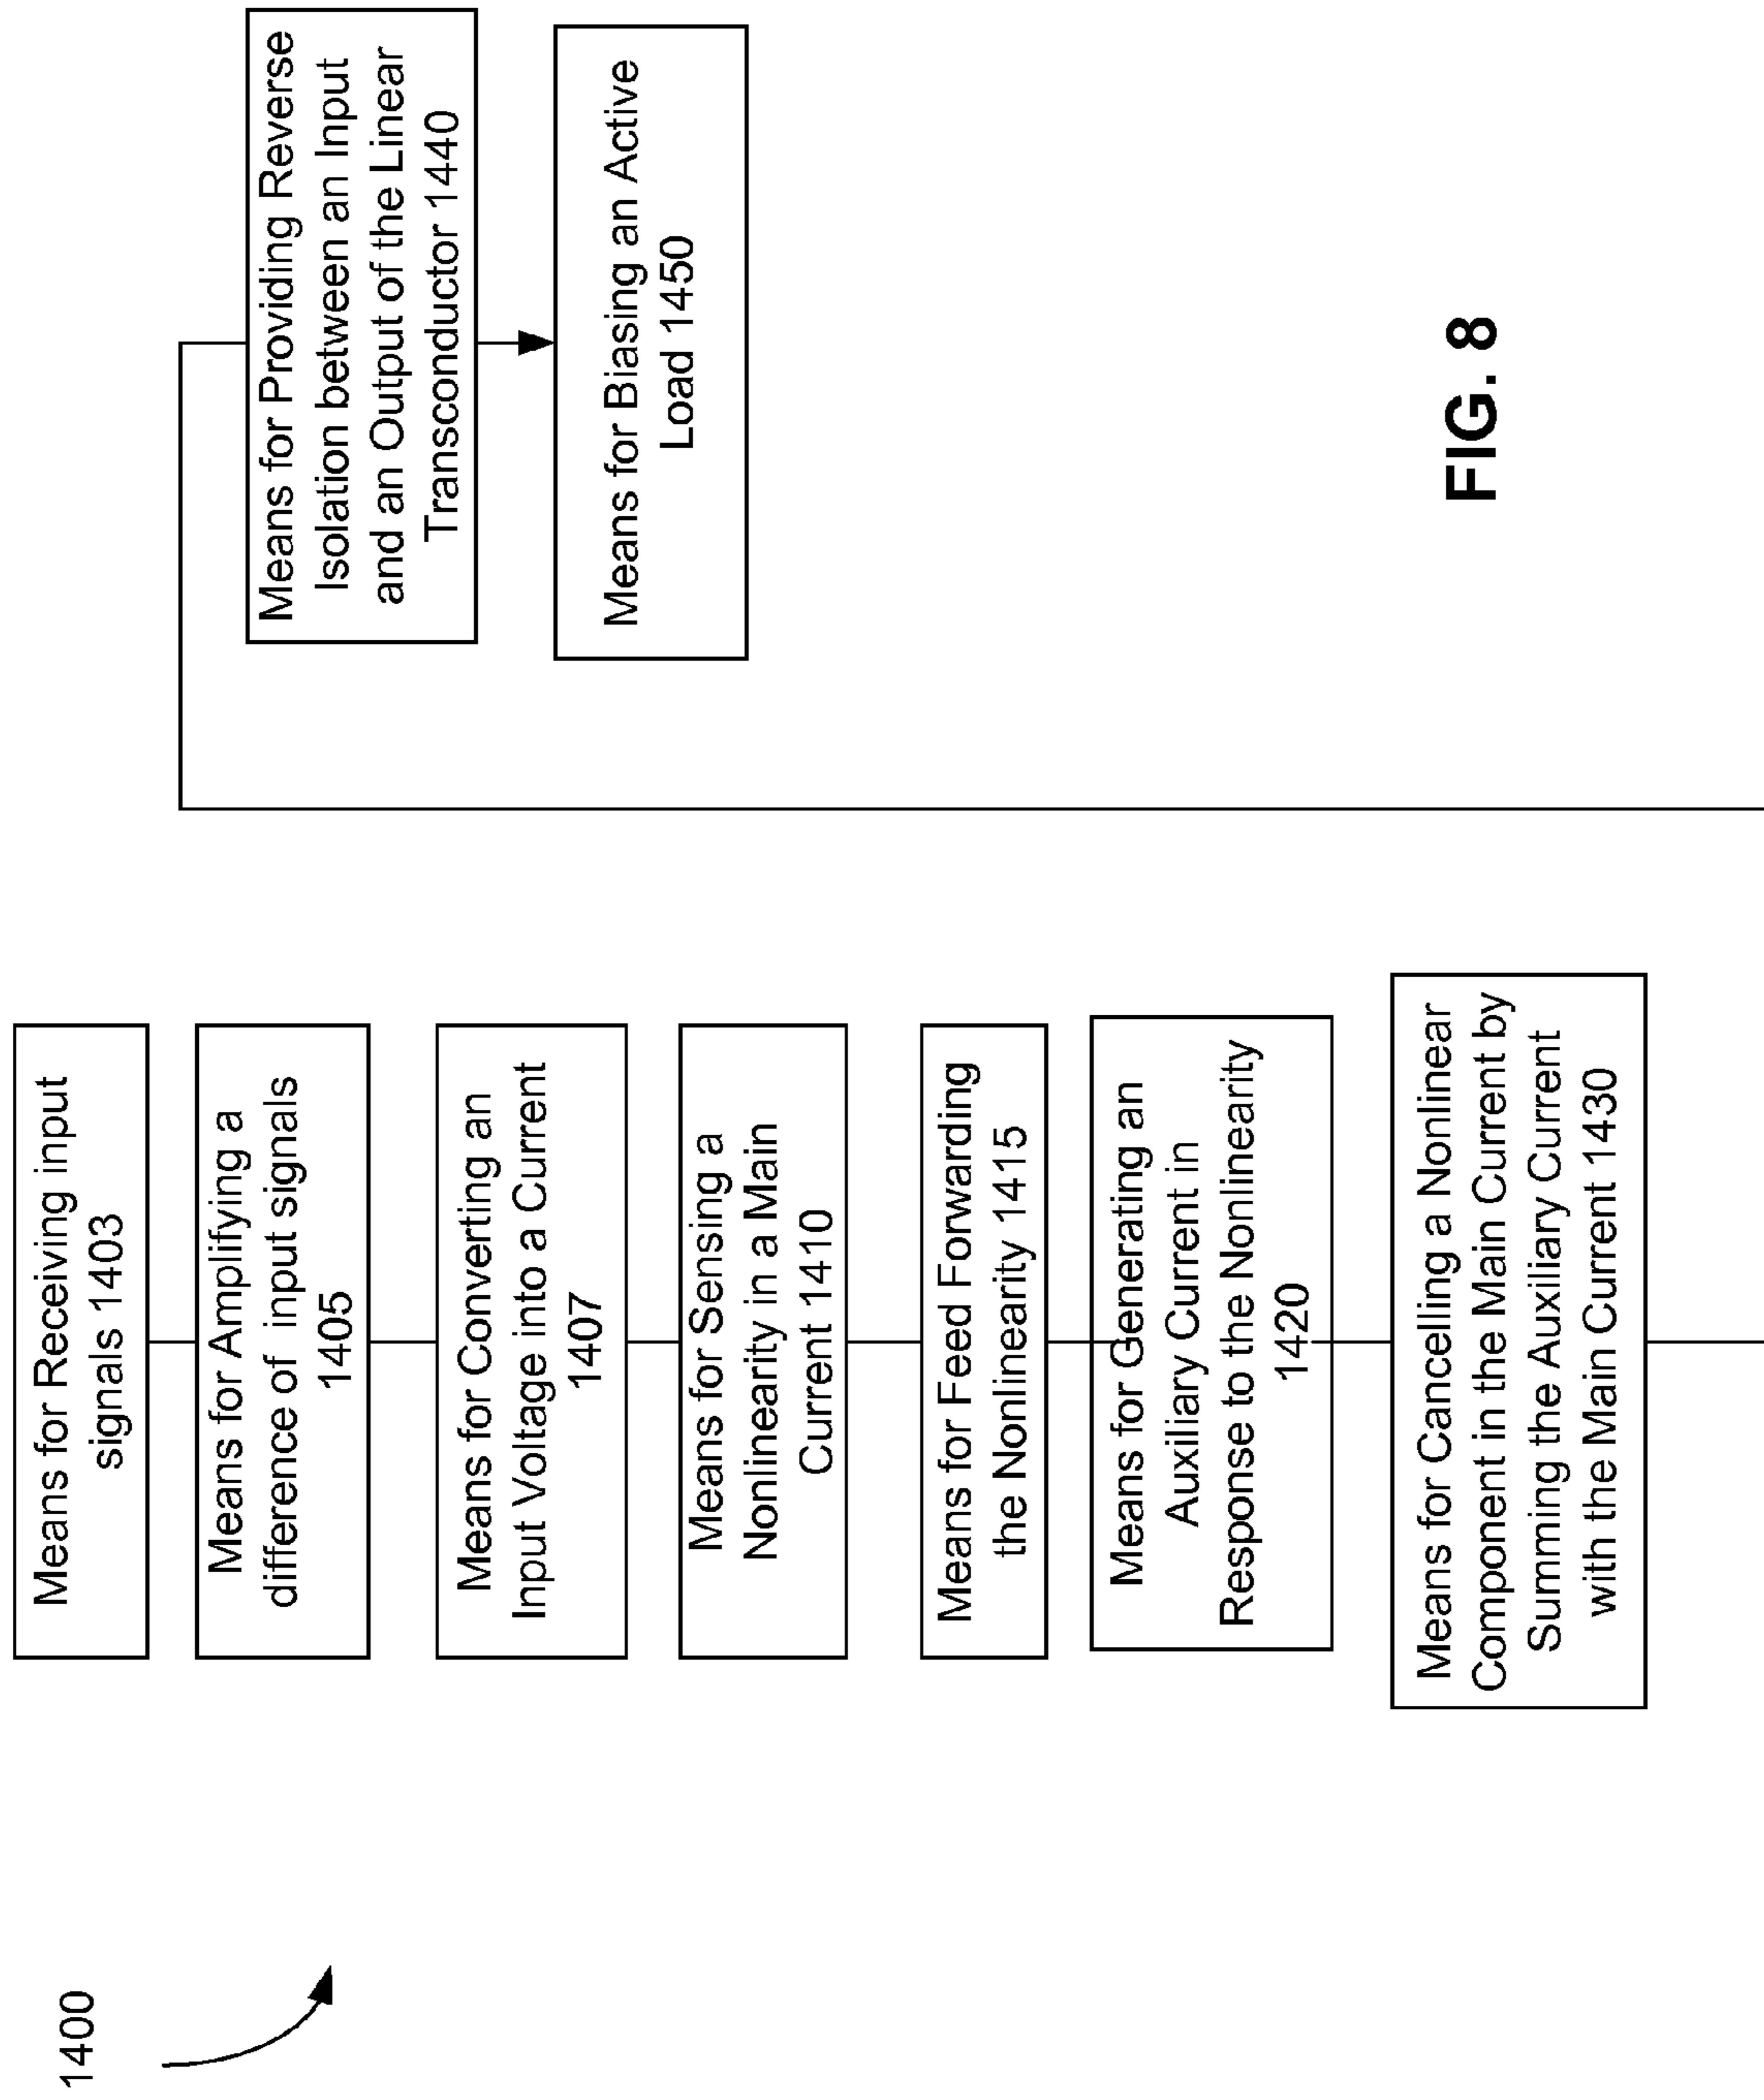 1400
Means for Receiving input
signals 1403
Means for Amplifying a
difference of input signals
1405
Means for Converting an
Input Voltage into a Current
1407
Means for Sensing a
Nonlinearity in a Main
Current 1410
Means for Feed Forwarding
the Nonlinearity 1415
Means for Generating an
Auxiliary Current in
Response to the Nonlinearity
1420
Means for Cancelling a Nonlinear
Component in the Main Current by
Summing the Auxiliary Current
with the Main Current 1430
Means for Providing Reverse
Isolation between an Input
and an Output of the Linear
Transconductor 1440
Means for Biasing an Active
Load 1450
FIG. 8